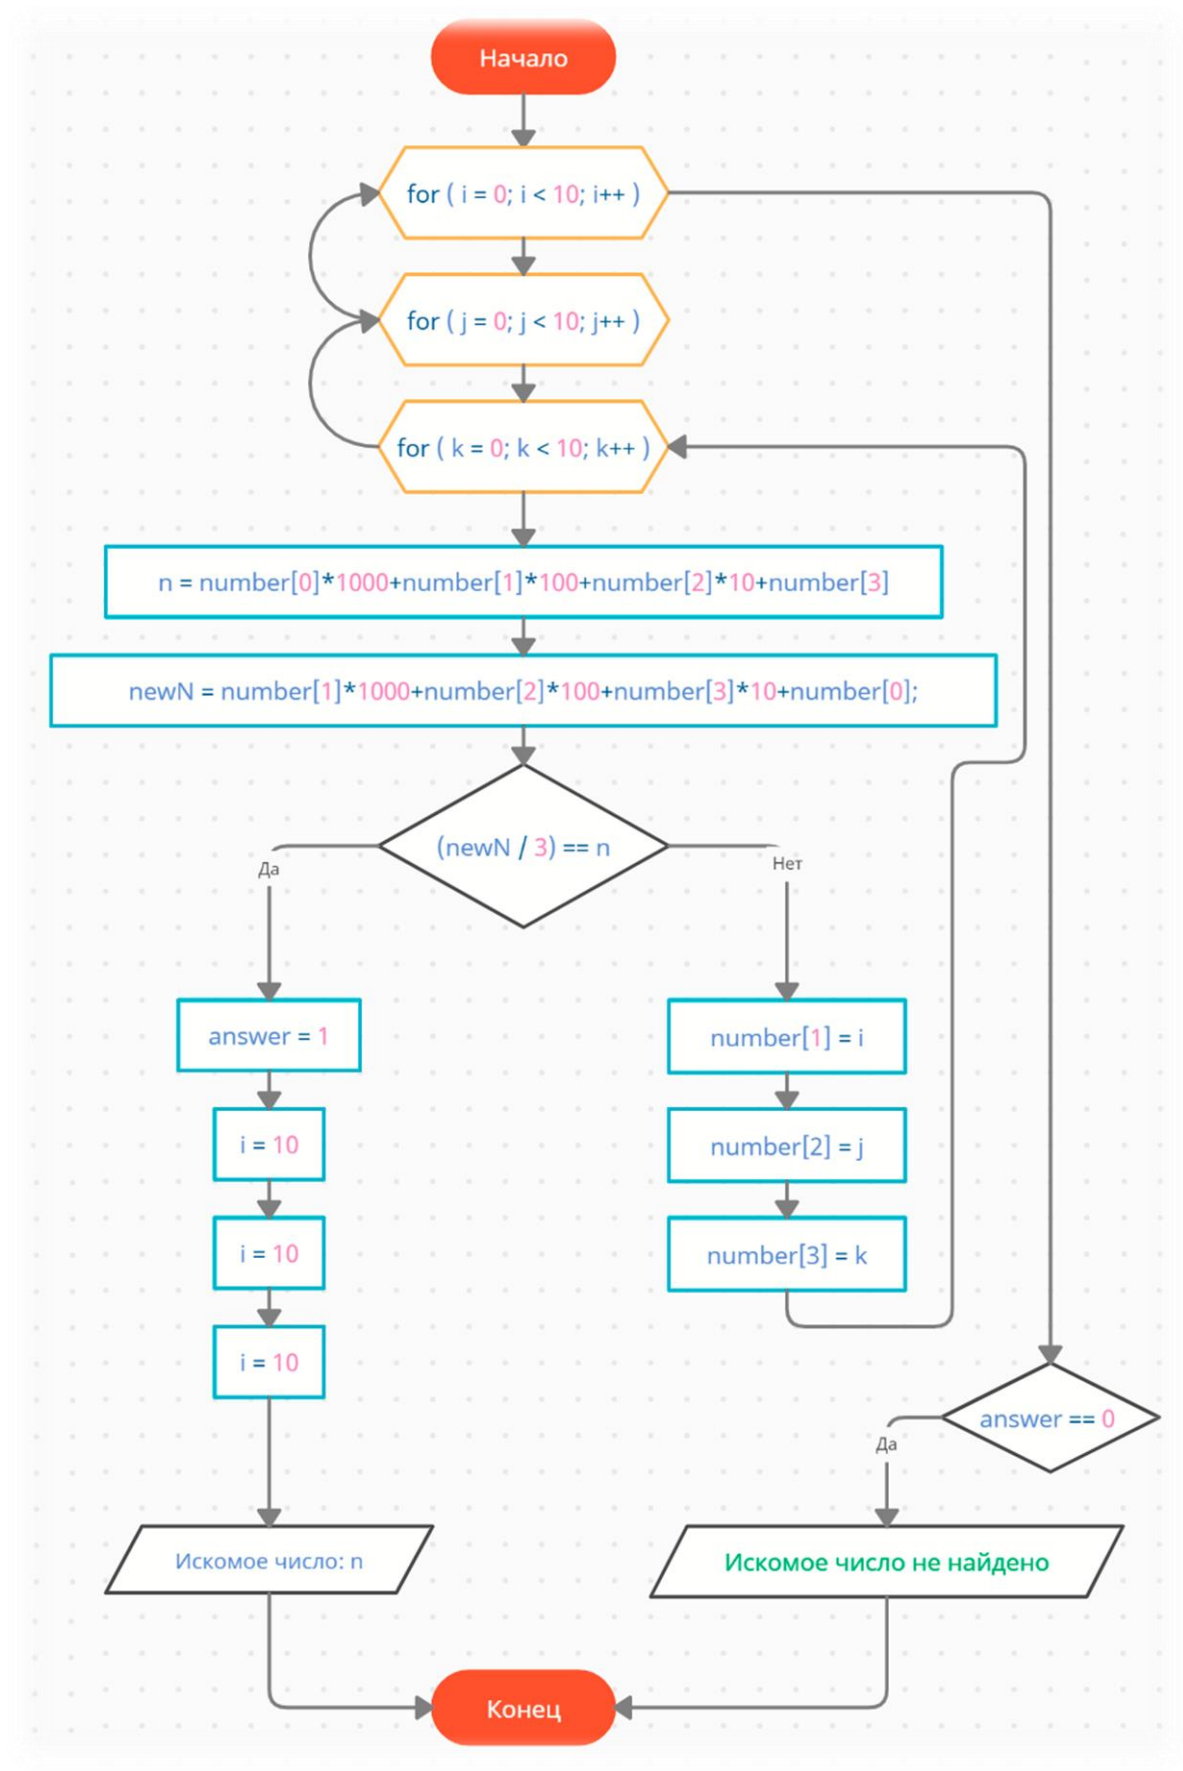 Начало
for ( i = 0; i < 10; i++ )
for ( j = 0; j < 10; j++ )
for ( k = 0; k < 10; k++ )
n = number[0]*1000+number[1]*100+number[2]*10+number[3]
newN = number[1]*1000+number[2]*100+number[3]*10+number[0];
(newN / 3) == n
Да
Нет
answer = 1
i = 10
i = 10
i = 10
number[1] = i
number[2] = j
number[3] = k
answer == 0
Да
Искомое число: n
Искомое число не найдено
Конец